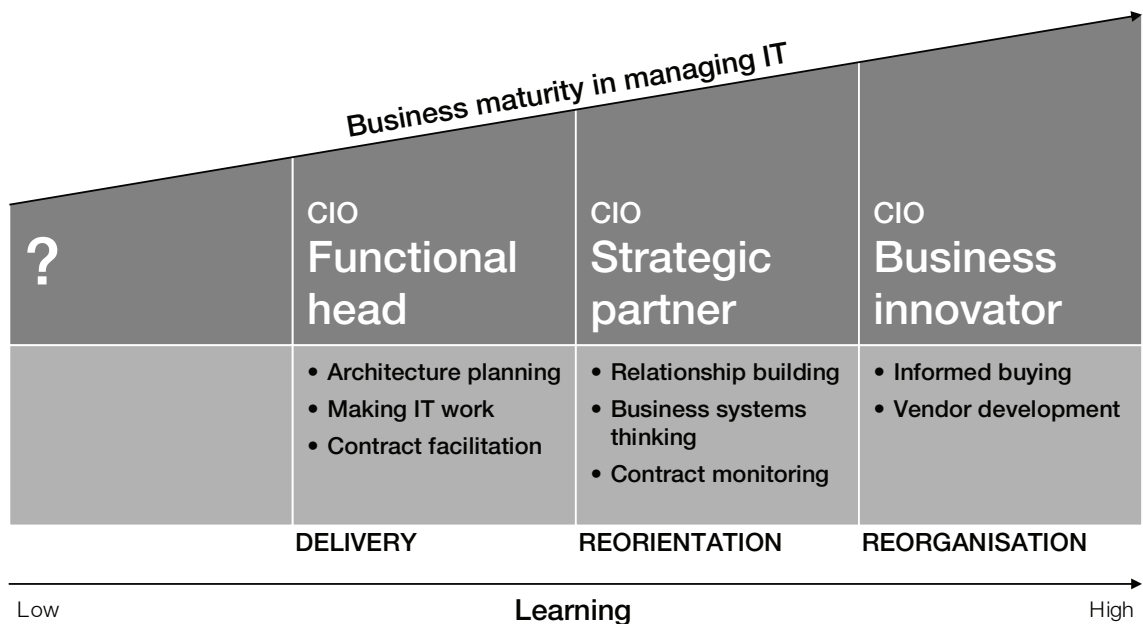 Business maturity in managing IT
?
CIO
Functional
head
CIO
Strategic
partner
CIO
Business
innovator
• Architecture planning
• Making IT work
• Contract facilitation
• Relationship building
• Business systems
thinking
• Contract monitoring
• Informed buying
• Vendor development
DELIVERY
REORIENTATION
REORGANISATION
Low
Learning
High